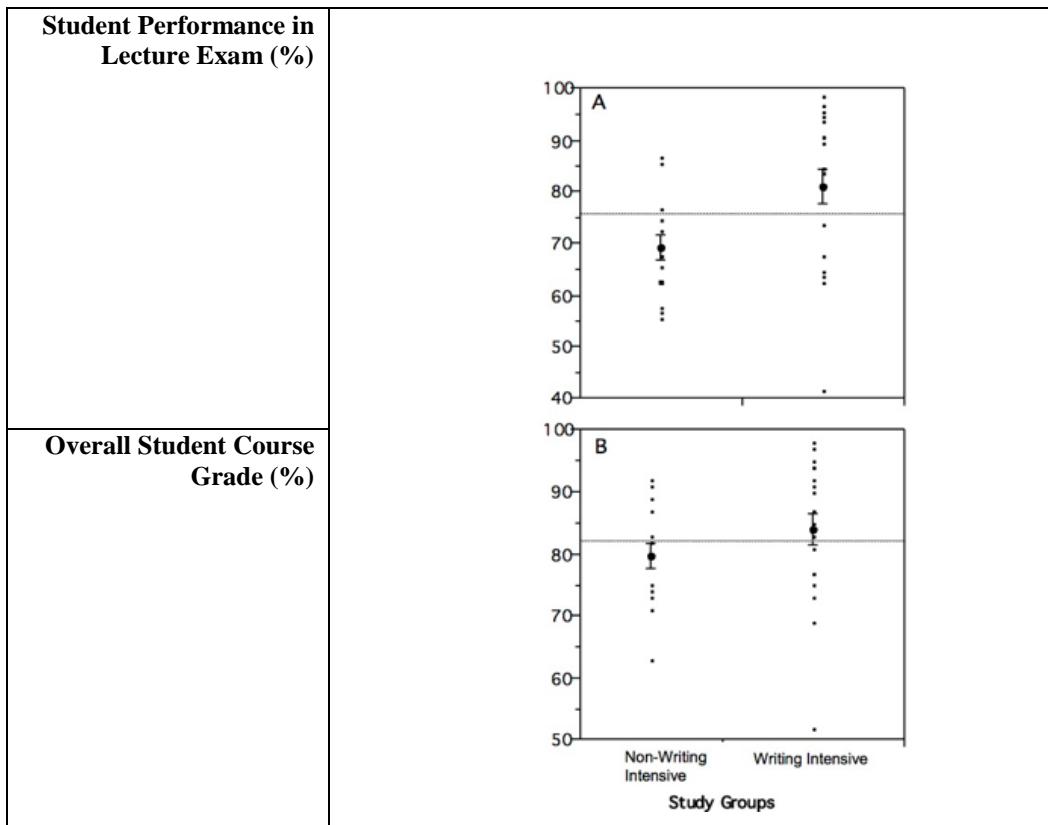 Student Performance in
Lecture Exam (%)
A
100
90
80
70
60
50
40
Overall Student Course
Grade (%)
B
100
90
80
70
60
50
Non-Writing
Intensive
Writing Intensive
Study Groups